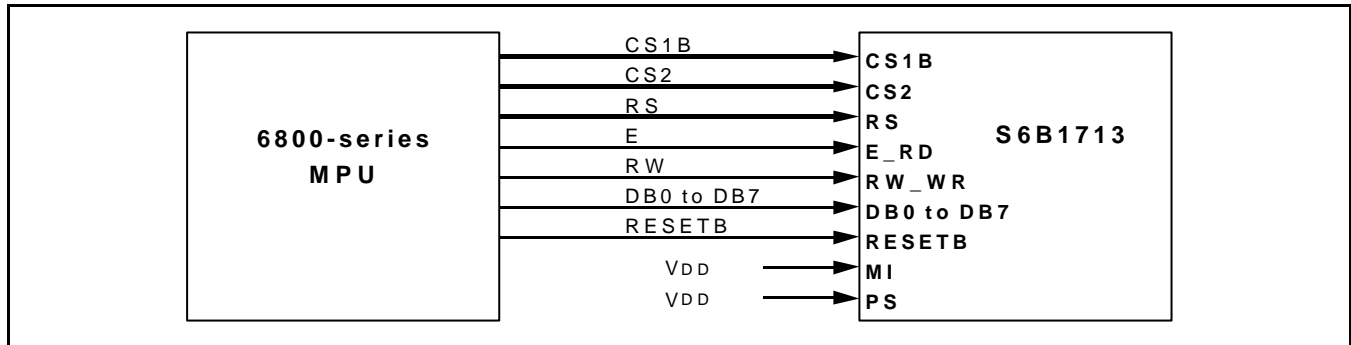 6800-series
MPU
CS1B
CS2
RS
E
RW
DB0 to DB7
RESETB
VDD
VDD
CS1B
CS2
RS
E_RD
RW_WR
DB0 to DB7
RESETB
MI
PS
S6B1713